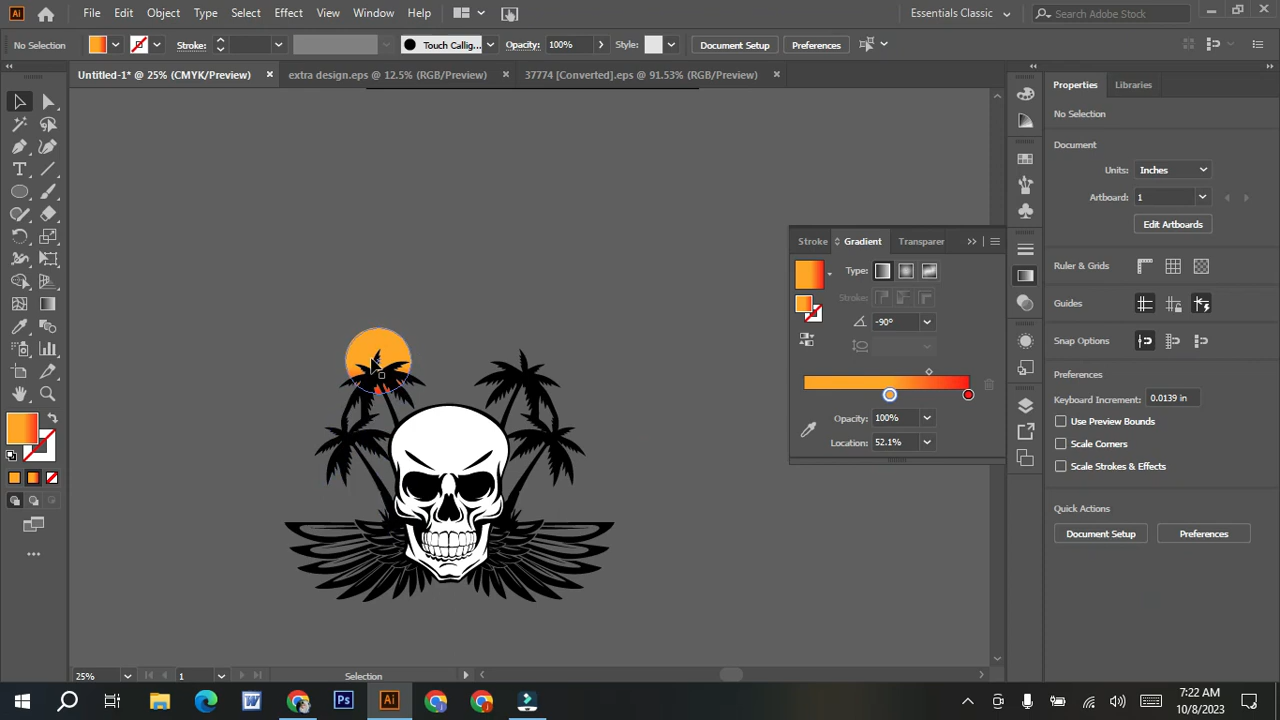 Ai File Edit Object Type Select Effect View Window Help Essentials Classic Search Adobe Stock
No Selection Stroke: Touch Callig... Opacity: 100% Style: Document Setup Preferences
Untitled-1* @ 25% (CMYK/Preview) extra design.eps @ 12.5% (RGB/Preview) 37774 [Converted].eps @ 91.53% (RGB/Preview)
Properties Libraries
No Selection
Document
Units: Inches
Artboard: 1
Edit Artboards
Ruler & Grids
Guides
Snap Options
Preferences
Keyboard Increment: 0.0139 in
Use Preview Bounds
Scale Corners
Scale Strokes & Effects
Quick Actions
Document Setup Preferences
Stroke Gradient Transparer
Type:
Stroke:
-90°
Opacity: 100%
Location: 52.1%
25% 1 Selection
W Ps Ai 7:22 AM
10/8/2023